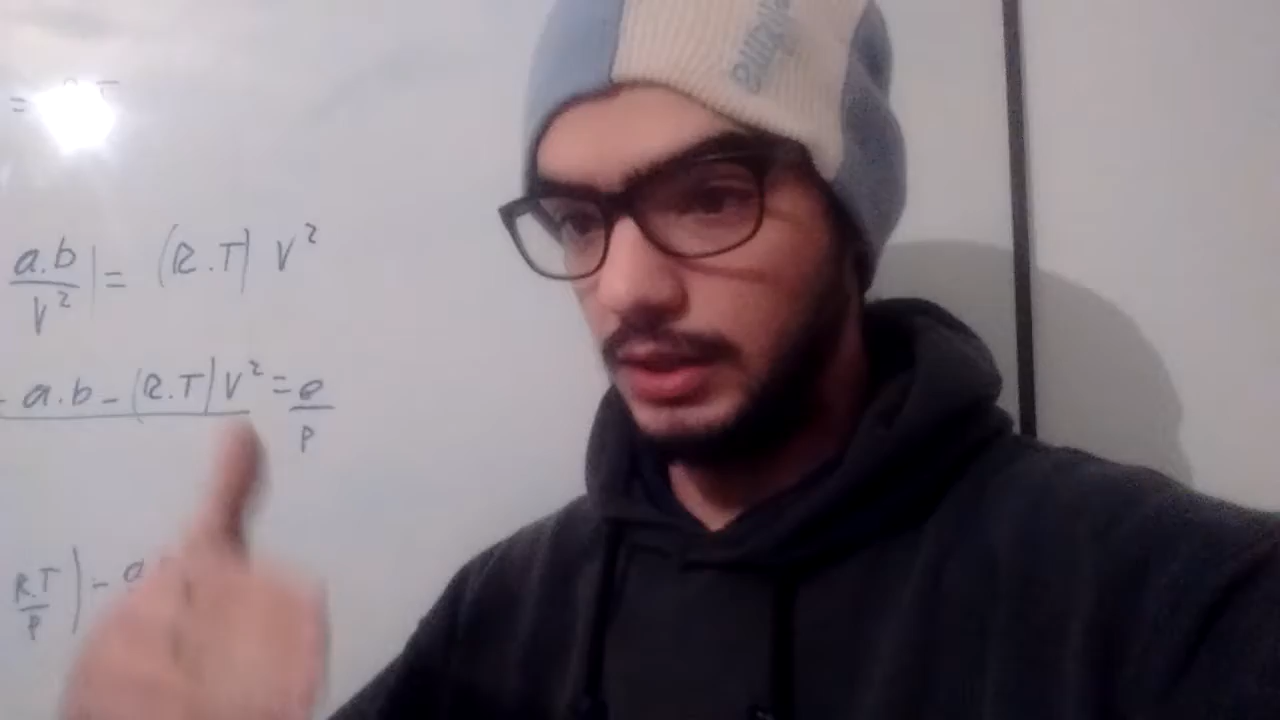 =
a.b/V² | = (R.T) V²
- a.b - (R.T) V² = 0/P
R.T/P ) - a